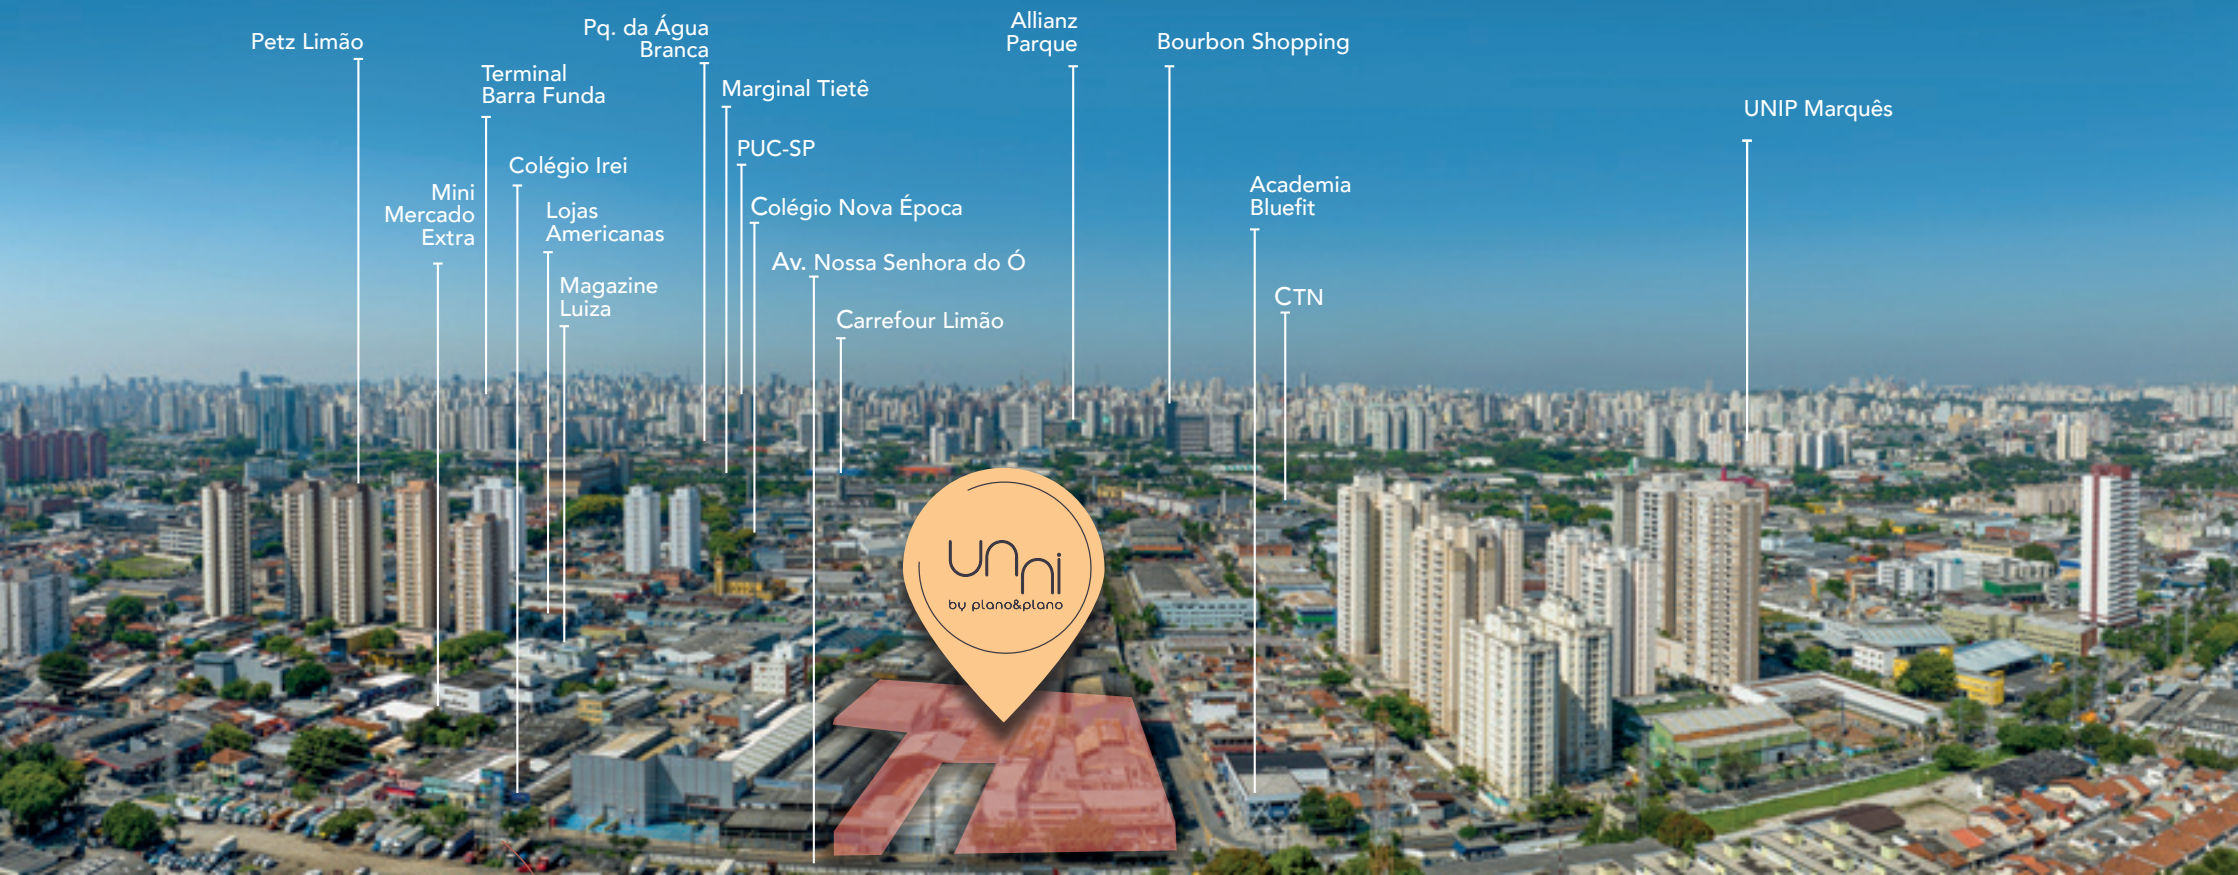 Petz Limão
Pq. da Água
Branca
Allianz
Parque
Bourbon Shopping
Terminal
Barra Funda
Marginal Tietê
UNIP Marquês
PUC-SP
Colégio Irei
Mini
Mercado
Extra
Academia
Bluefit
Lojas
Americanas
Colégio Nova Época
Av. Nossa Senhora do Ó
Magazine
Luiza
CTN
Carrefour Limão
unni
by plano&plano